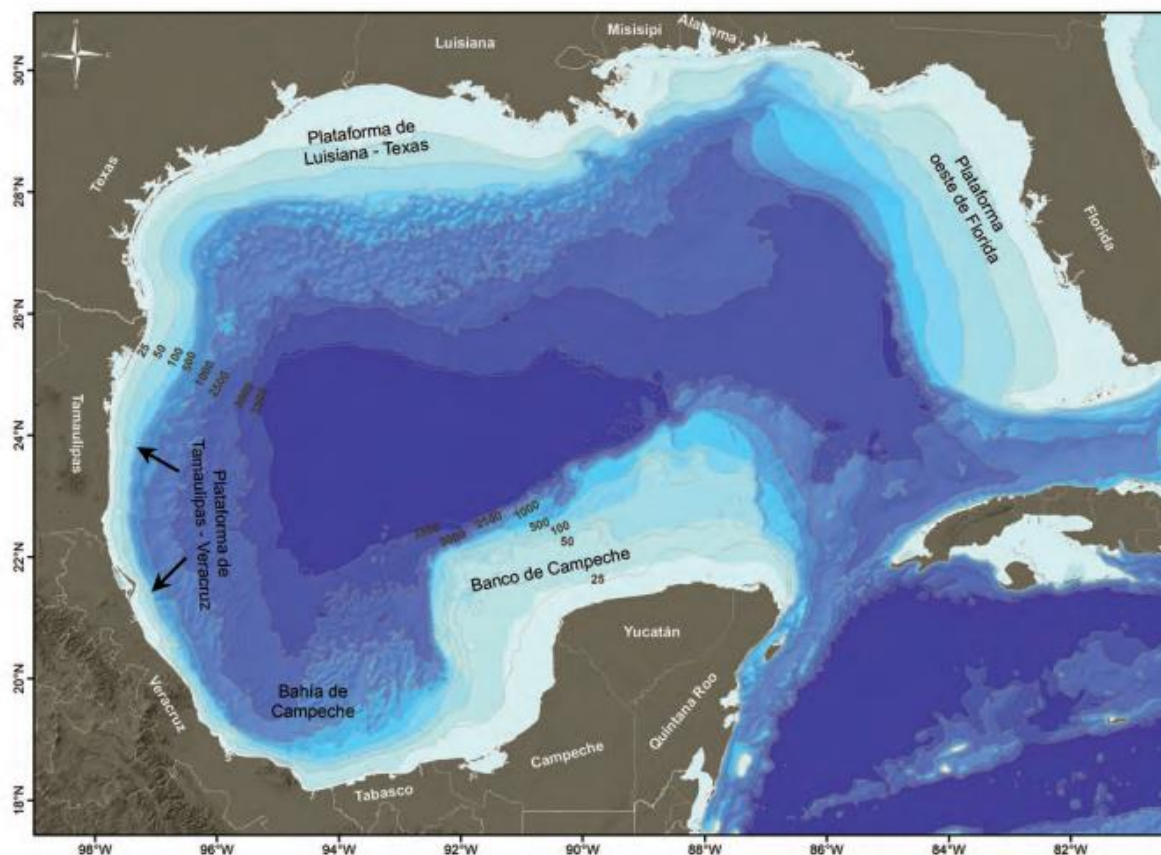 Luisiana
Misisipi
Alabama
Texas
Florida
Tamaulipas
Veracruz
Tabasco
Campeche
Yucatán
Quintana Roo
Plataforma de
Luisiana - Texas
Plataforma
oeste de Florida
Plataforma de
Tamaulipas - Veracruz
Bahía de
Campeche
Banco de Campeche
25
50
100
500
1000
2500
3000
1000
500
100
50
25
30°N
28°N
26°N
24°N
22°N
20°N
18°N
98°W
96°W
94°W
92°W
90°W
88°W
86°W
84°W
82°W